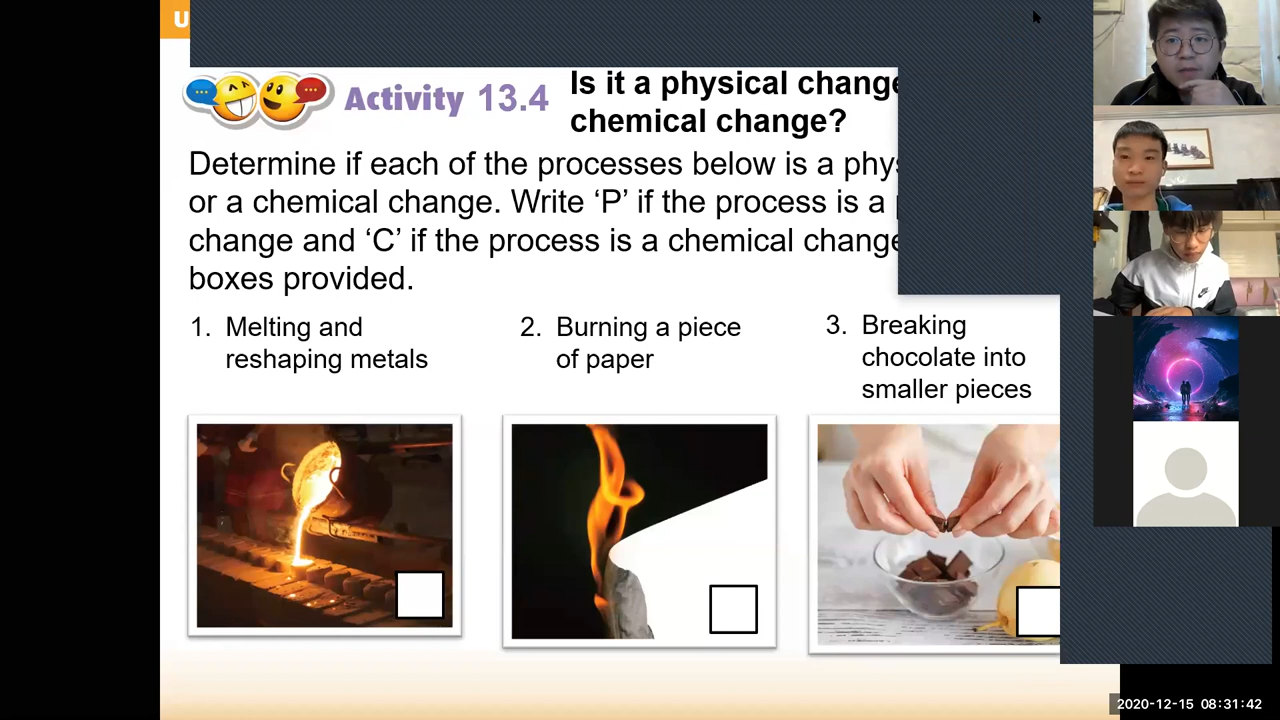 U
Activity 13.4
Is it a physical change
chemical change?
Determine if each of the processes below is a
or a chemical change. Write ‘P’ if the process is a
change and ‘C’ if the process is a chemical change
boxes provided.
1. Melting and
reshaping metals
2. Burning a piece
of paper
3. Breaking
chocolate into
smaller pieces
2020-12-15 08:31:42